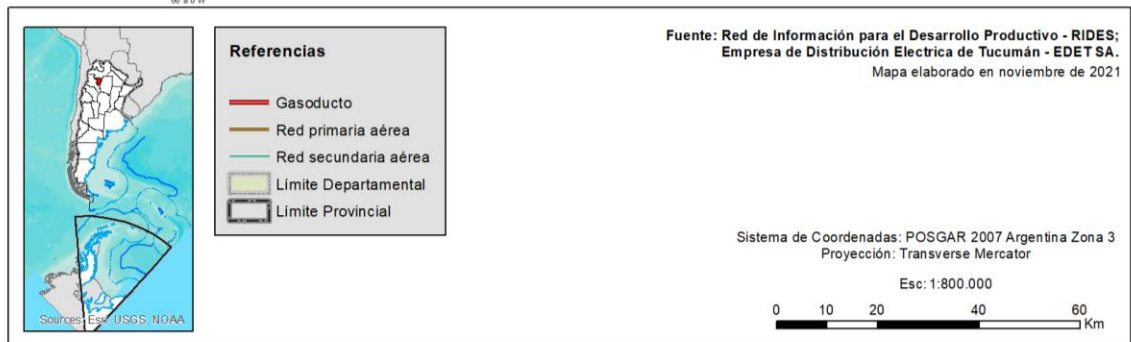 Sources: Esri, USGS, NOAA
Referencias
Gasoducto
Red primaria aérea
Red secundaria aérea
Límite Departamental
Límite Provincial
Fuente: Red de Información para el Desarrollo Productivo - RIDES;
Empresa de Distribución Electrica de Tucumán - EDET SA.
Mapa elaborado en noviembre de 2021
Sistema de Coordenadas: POSGAR 2007 Argentina Zona 3
Proyección: Transverse Mercator
Esc: 1:800.000
0 10 20 40 60
Km